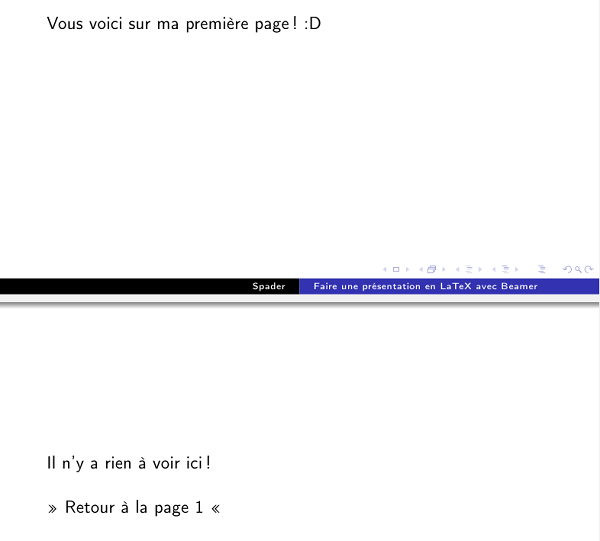 Vous voici sur ma première page ! :D
Spader
Faire une présentation en LaTeX avec Beamer
Il n'y a rien à voir ici !
» Retour à la page 1 «